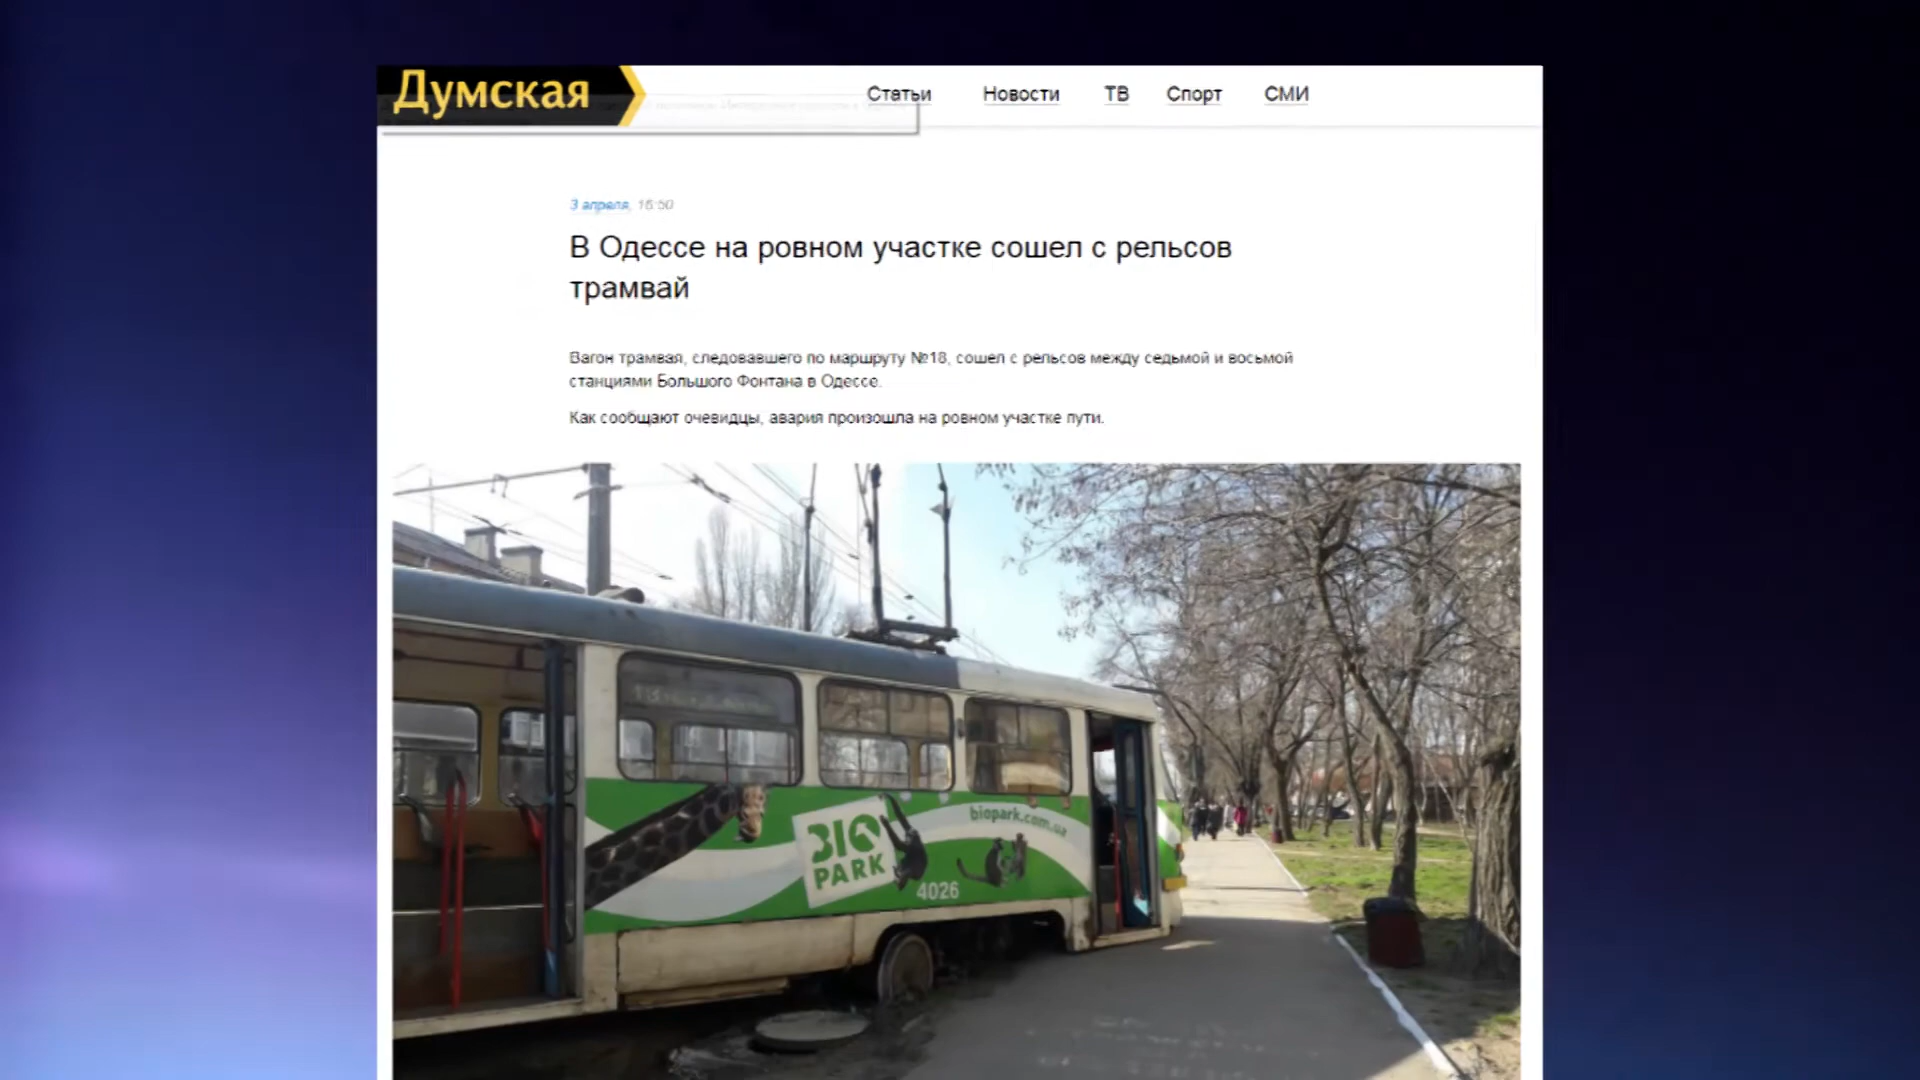 Думская
Статьи Новости ТВ Спорт СМИ
3 апреля, 16:50
В Одессе на ровном участке сошел с рельсов
трамвай
Вагон трамвая, следовавшего по маршруту №18, сошел с рельсов между седьмой и восьмой
станциями Большого Фонтана в Одессе.
Как сообщают очевидцы, авария произошла на ровном участке пути.
biopark.com.ua
BIO
PARK
4026